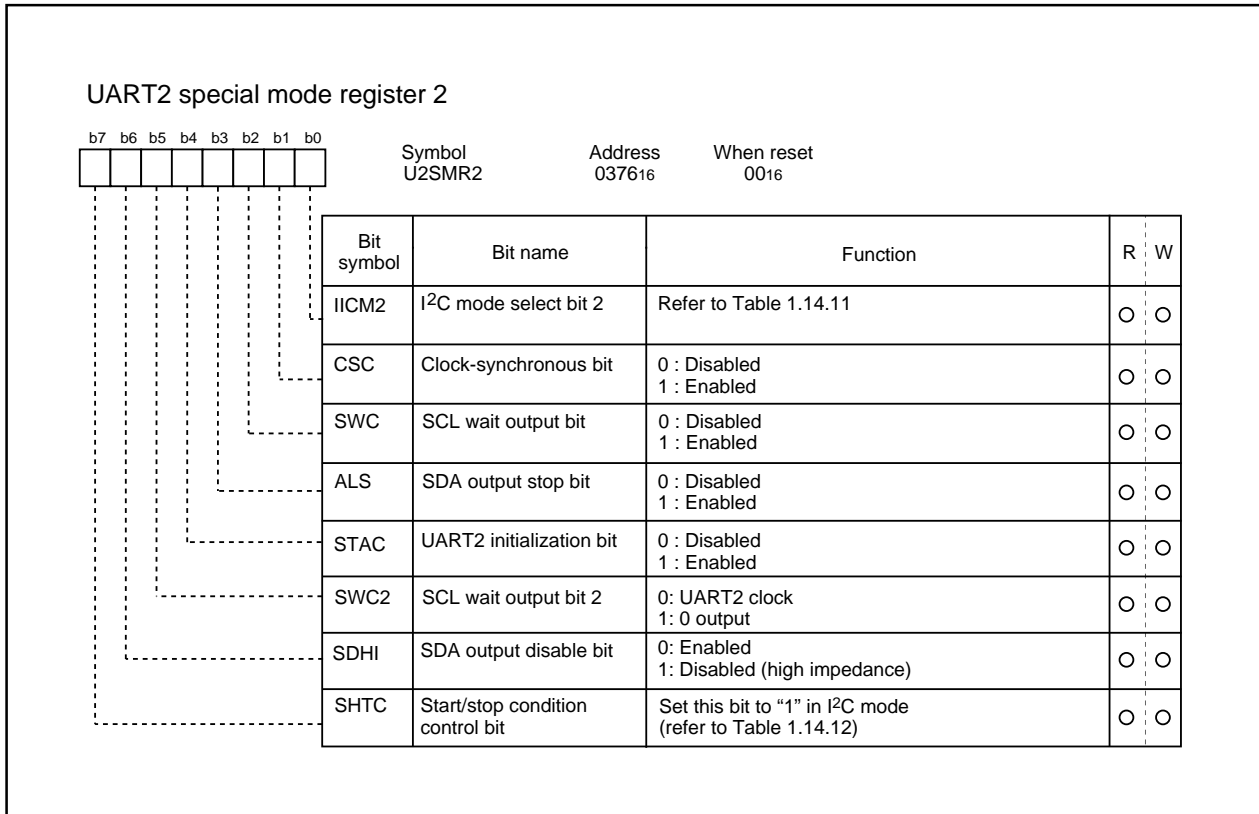 UART2 special mode register 2
b7 b6 b5 b4 b3 b2 b1 b0
Symbol Address When reset
U2SMR2 037616 0016
Bit symbol Bit name Function R W
IICM2 I2C mode select bit 2 Refer to Table 1.14.11
CSC Clock-synchronous bit 0 : Disabled
1 : Enabled
SWC SCL wait output bit 0 : Disabled
1 : Enabled
ALS SDA output stop bit 0 : Disabled
1 : Enabled
STAC UART2 initialization bit 0 : Disabled
1 : Enabled
SWC2 SCL wait output bit 2 0: UART2 clock
1: 0 output
SDHI SDA output disable bit 0: Enabled
1: Disabled (high impedance)
SHTC Start/stop condition control bit Set this bit to “1” in I2C mode
(refer to Table 1.14.12)